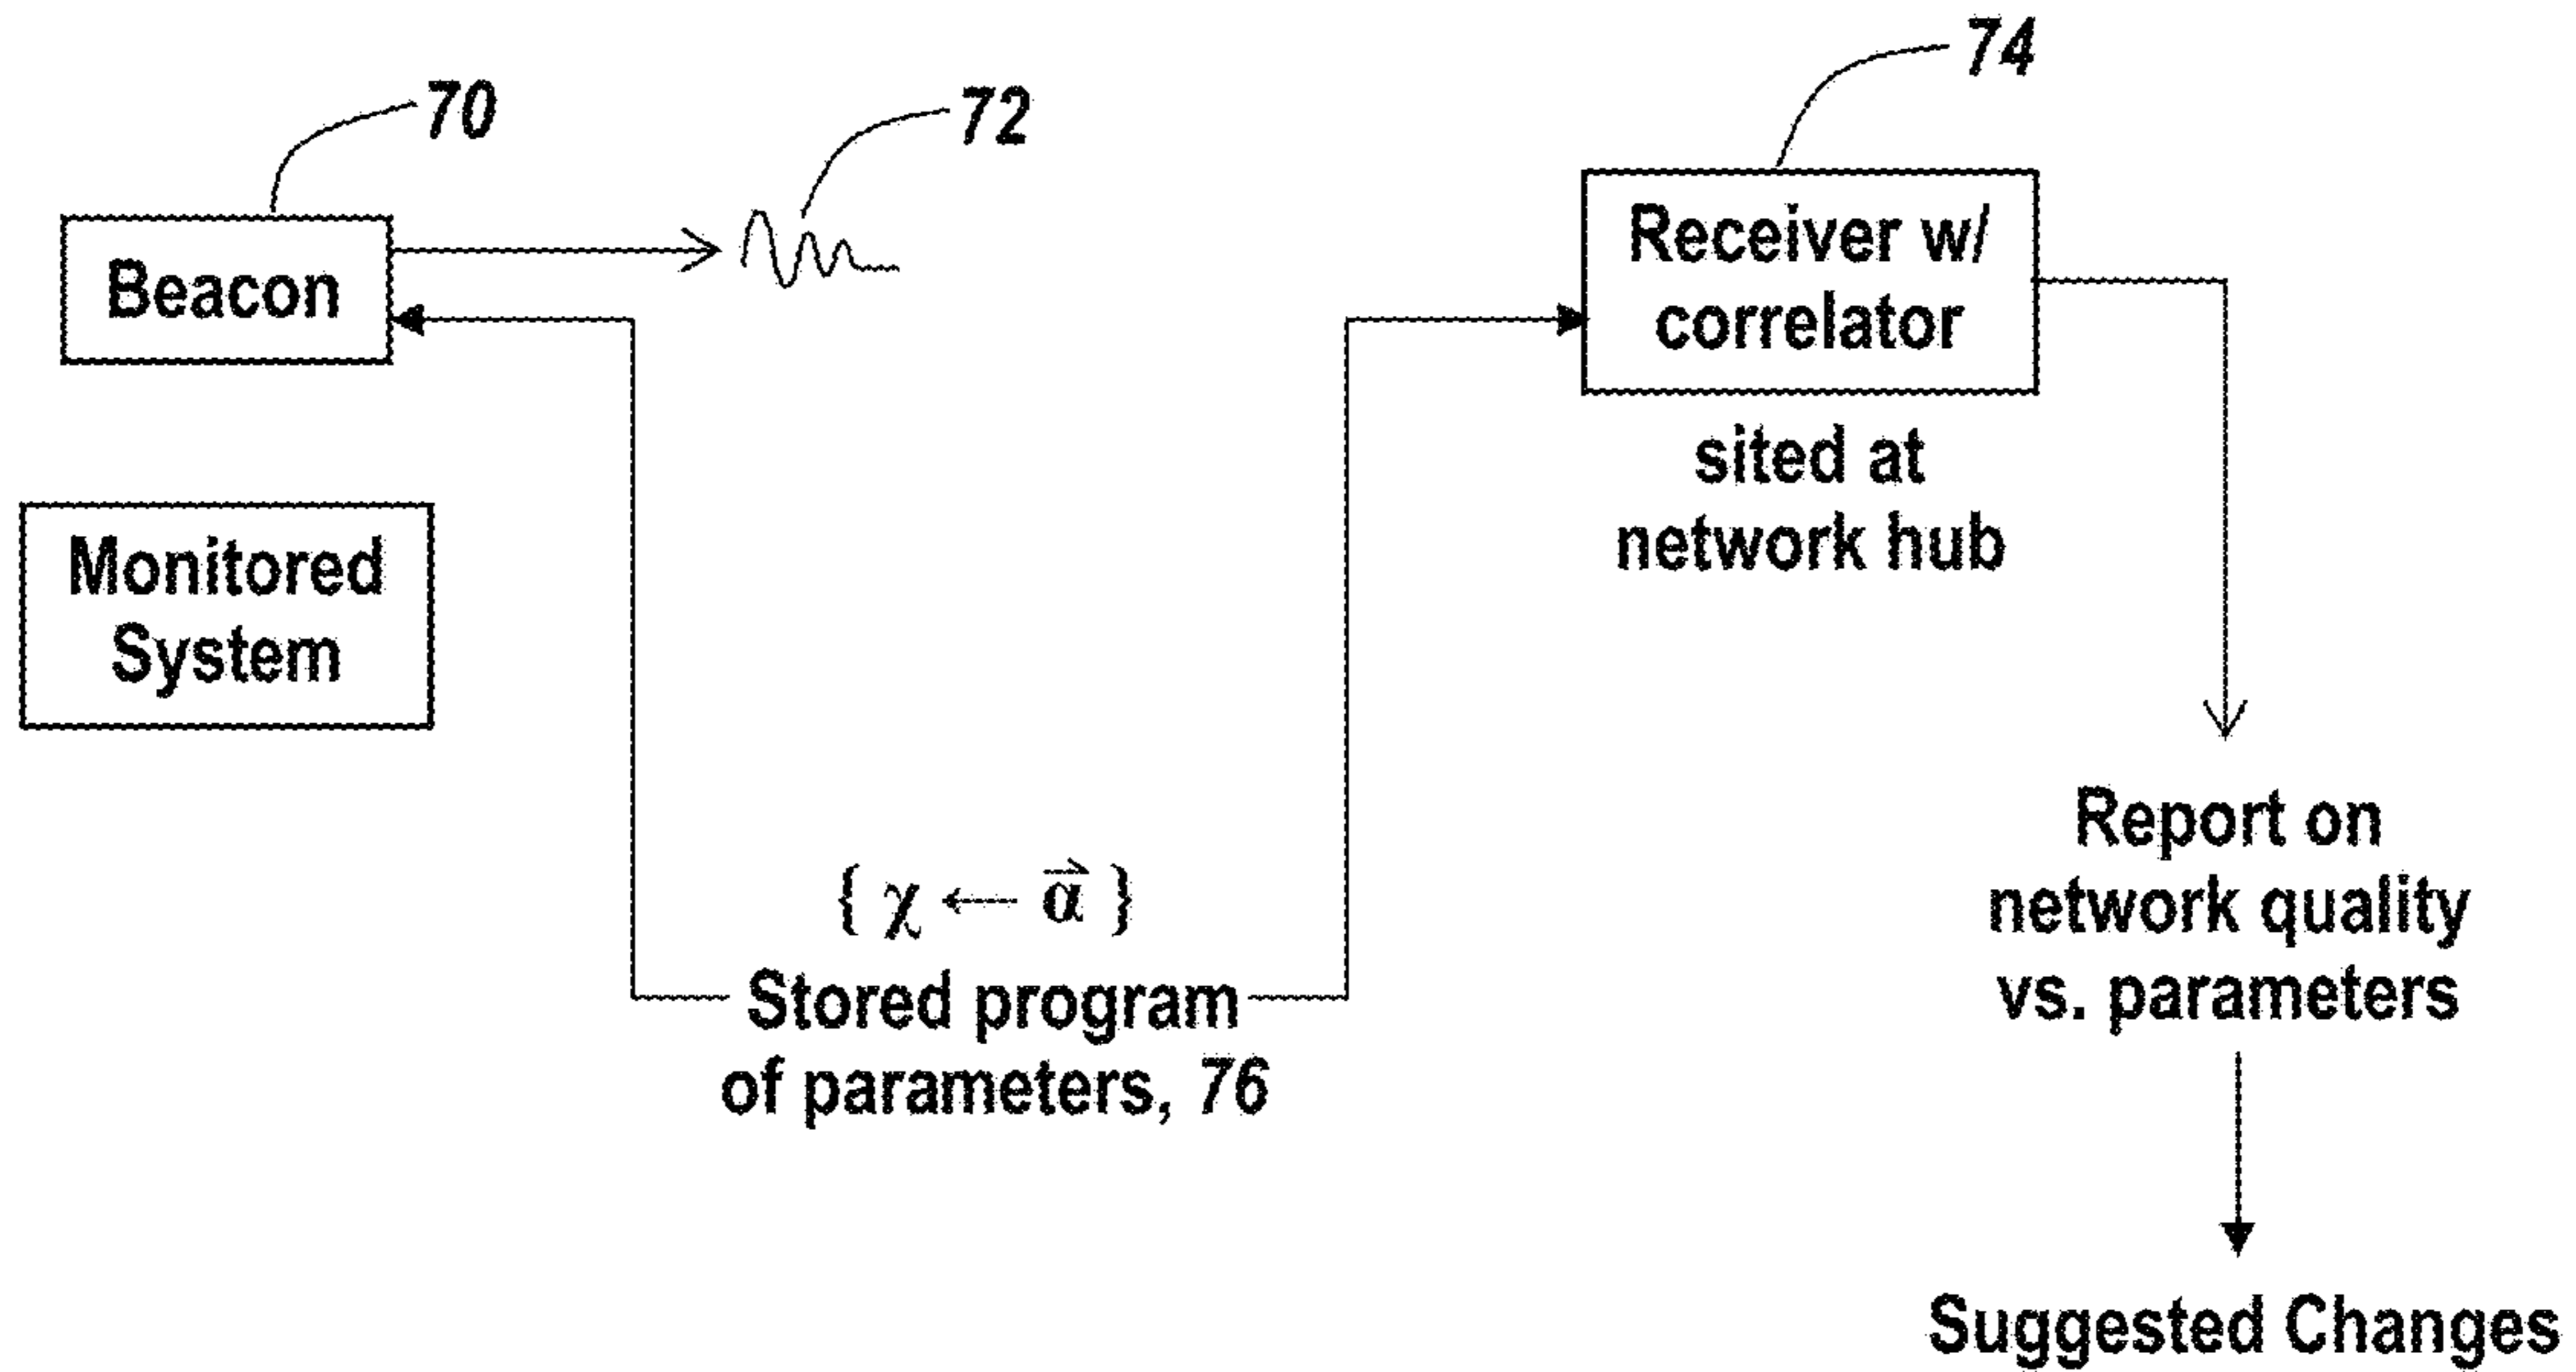 70
72
74
Beacon
Receiver w/
correlator
sited at
network hub
Monitored
System
{ χ ← α⃗ }
Stored program
of parameters, 76
Report on
network quality
vs. parameters
Suggested Changes